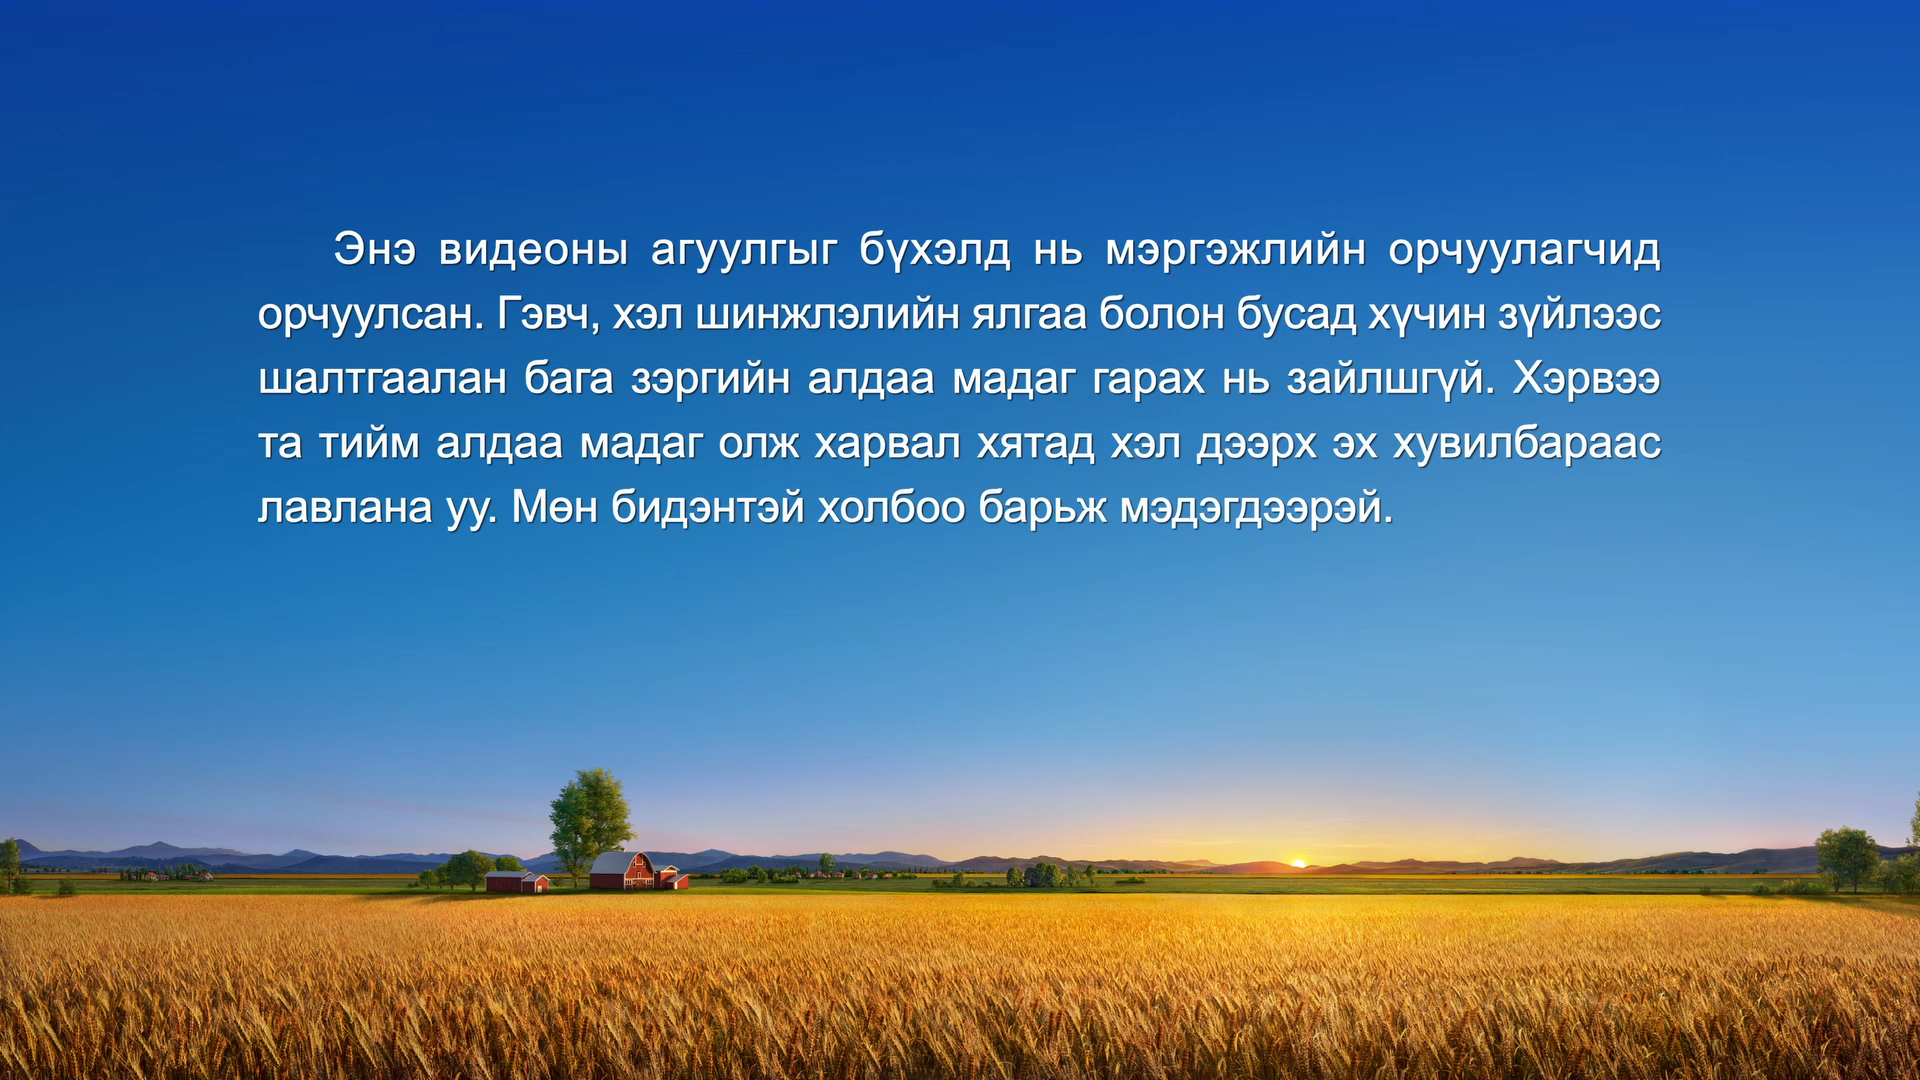 Энэ видеоны агуулгыг бүхэлд нь мэргэжлийн орчуулагчид
орчуулсан. Гэвч, хэл шинжлэлийн ялгаа болон бусад хүчин зүйлээс
шалтгаалан бага зэргийн алдаа мадаг гарах нь зайлшгүй. Хэрвээ
та тийм алдаа мадаг олж харвал хятад хэл дээрх эх хувилбараас
лавлана уу. Мөн бидэнтэй холбоо барьж мэдэгдээрэй.